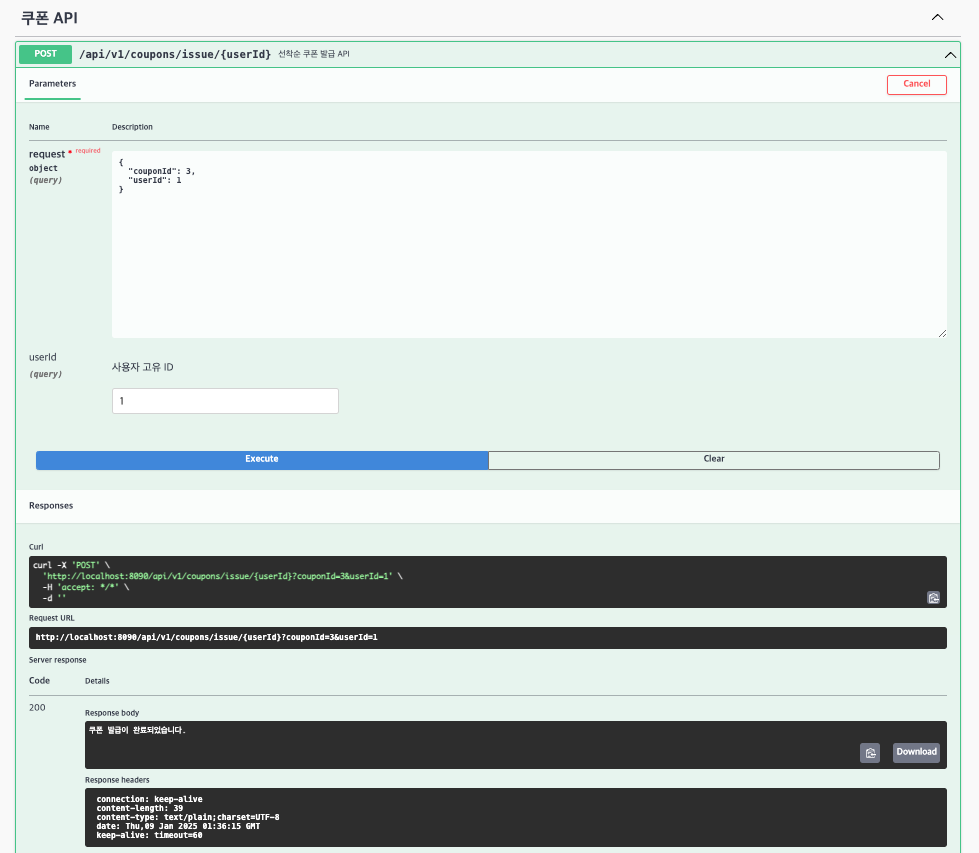 쿠폰 API
POST /api/v1/coupons/issue/{userId} 선착순 쿠폰 발급 API
Parameters
Cancel
Name Description
request * required
object
(query)
{
"couponId": 3,
"userId": 1
}
userId
(query)
사용자 고유 ID
1
Execute Clear
Responses
Curl
curl -X 'POST' \
'http://localhost:8090/api/v1/coupons/issue/{userId}?couponId=3&userId=1' \
-H 'accept: */*' \
-d ''
Request URL
http://localhost:8090/api/v1/coupons/issue/{userId}?couponId=3&userId=1
Server response
Code Details
200
Response body
쿠폰 발급이 완료되었습니다.
Download
Response headers
connection: keep-alive
content-length: 39
content-type: text/plain;charset=UTF-8
date: Thu,09 Jan 2025 01:36:15 GMT
keep-alive: timeout=60